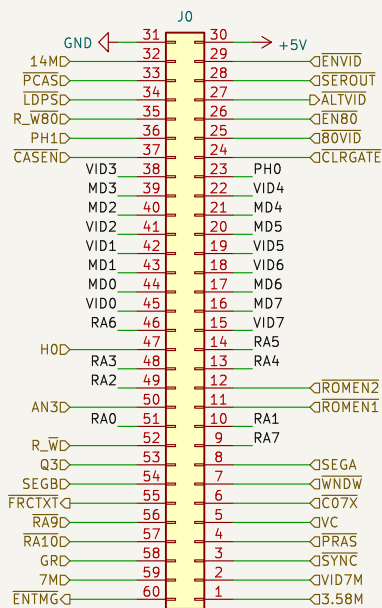 J0
GND 31 30 +5V
14M 32 29 ENVID
PCAS 33 28 SEROUT
LDPS 34 27 ALTVID
R_W80 35 26 EN80
PH1 36 25 80VID
CASEN 37 24 CLRGATE
VID3 38 23 PH0
MD3 39 22 VID4
MD2 40 21 MD4
VID2 41 20 MD5
VID1 42 19 MD5
MD1 43 18 VID6
MD0 44 17 MD6
VID0 45 16 MD7
RA6 46 15 VID7
H0 47 14 RA5
RA3 48 13 RA4
RA2 49 12 ROMEN2
AN3 50 11 ROMEN1
RA0 51 10 RA1
R_W 52 9 RA7
Q3 53 8 SEGA
SEGB 54 7 WNDW
FRCTXT 55 6 C07X
RA9 56 5 VC
RA10 57 4 PRAS
GR 58 3 SYNC
7M 59 2 VID7M
ENTMG 60 1 3.58M